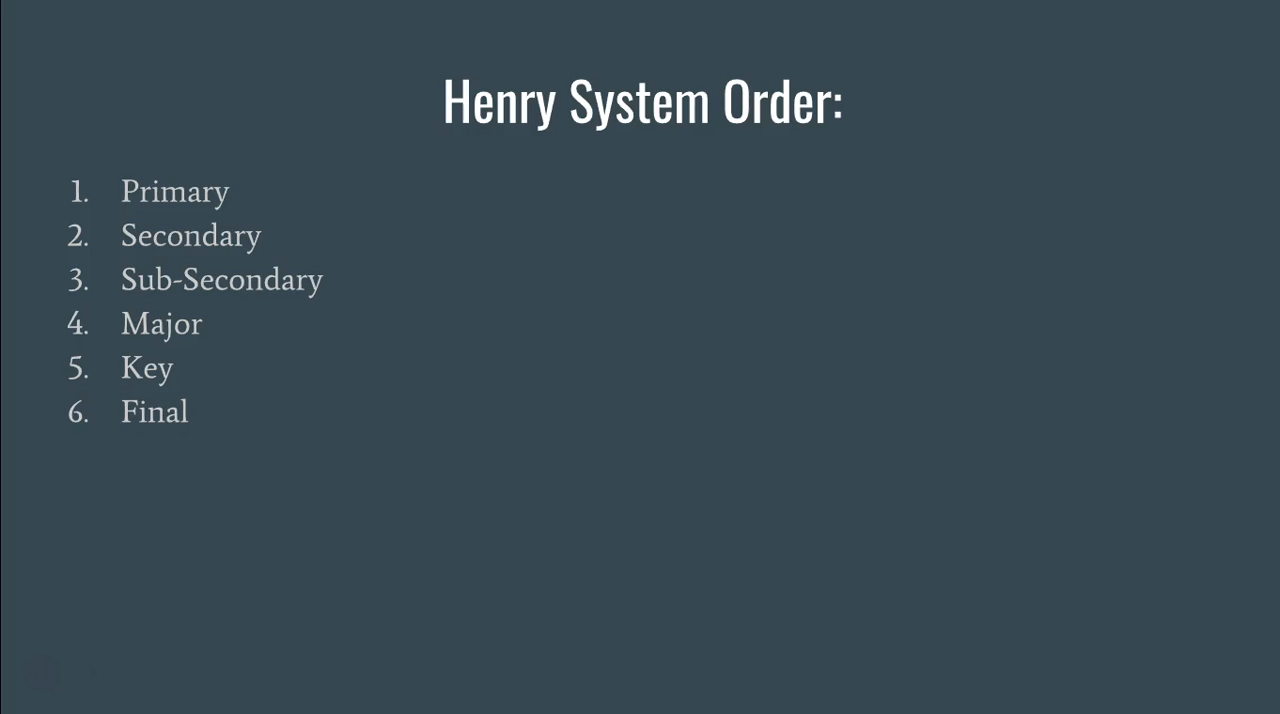 Henry System Order:
1. Primary
2. Secondary
3. Sub-Secondary
4. Major
5. Key
6. Final